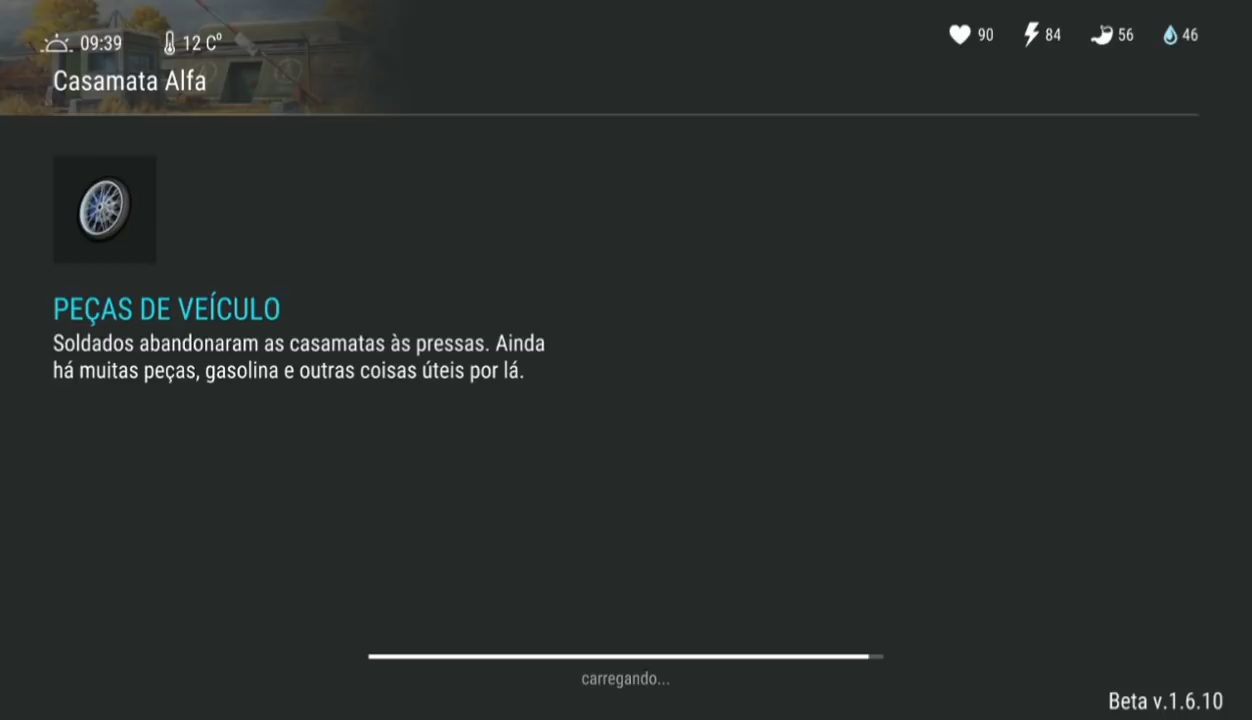 09:39 12 Cº
90 84 56 46
Casamata Alfa
PEÇAS DE VEÍCULO
Soldados abandonaram as casamatas às pressas. Ainda
há muitas peças, gasolina e outras coisas úteis por lá.
carregando...
Beta v.1.6.10